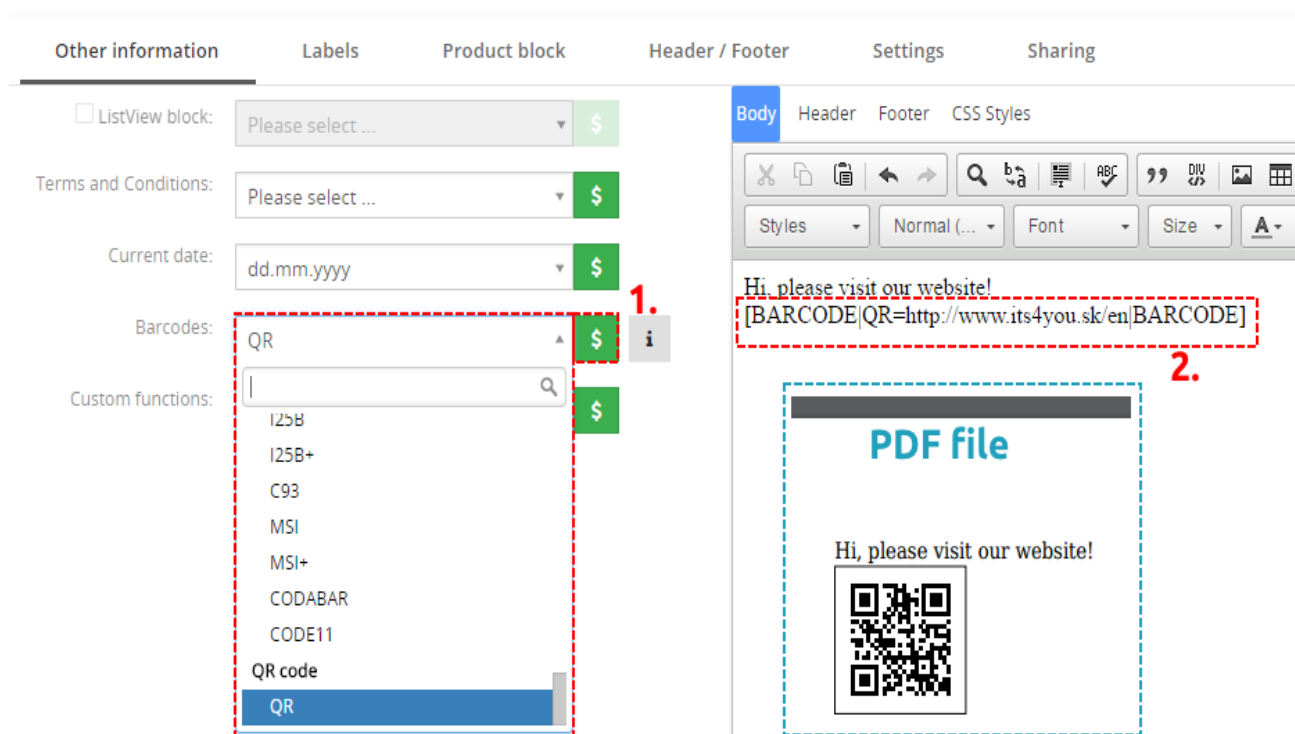 Other information Labels Product block Header / Footer Settings Sharing
ListView block:
Please select ...
$
Terms and Conditions:
Please select ...
$
Current date:
dd.mm.yyyy
$
Barcodes:
QR
$
i
1.
Custom functions:
$
I25B
I25B+
C93
MSI
MSI+
CODABAR
CODE11
QR code
QR
Body Header Footer CSS Styles
Styles Normal (... Font Size A
Hi, please visit our website!
[BARCODE|QR=http://www.its4you.sk/en|BARCODE]
2.
PDF file
Hi, please visit our website!